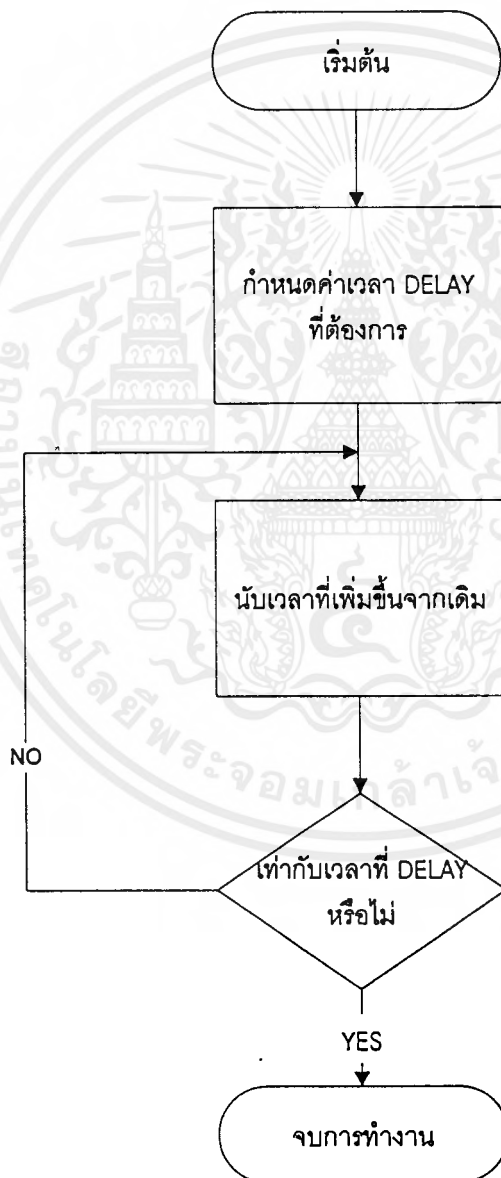 เริ่มต้น
กำหนดค่าเวลา DELAY
ที่ต้องการ
นับเวลาที่เพิ่มขึ้นจากเดิม
NO
เท่ากับเวลาที่ DELAY
หรือไม่
YES
จบการทำงาน